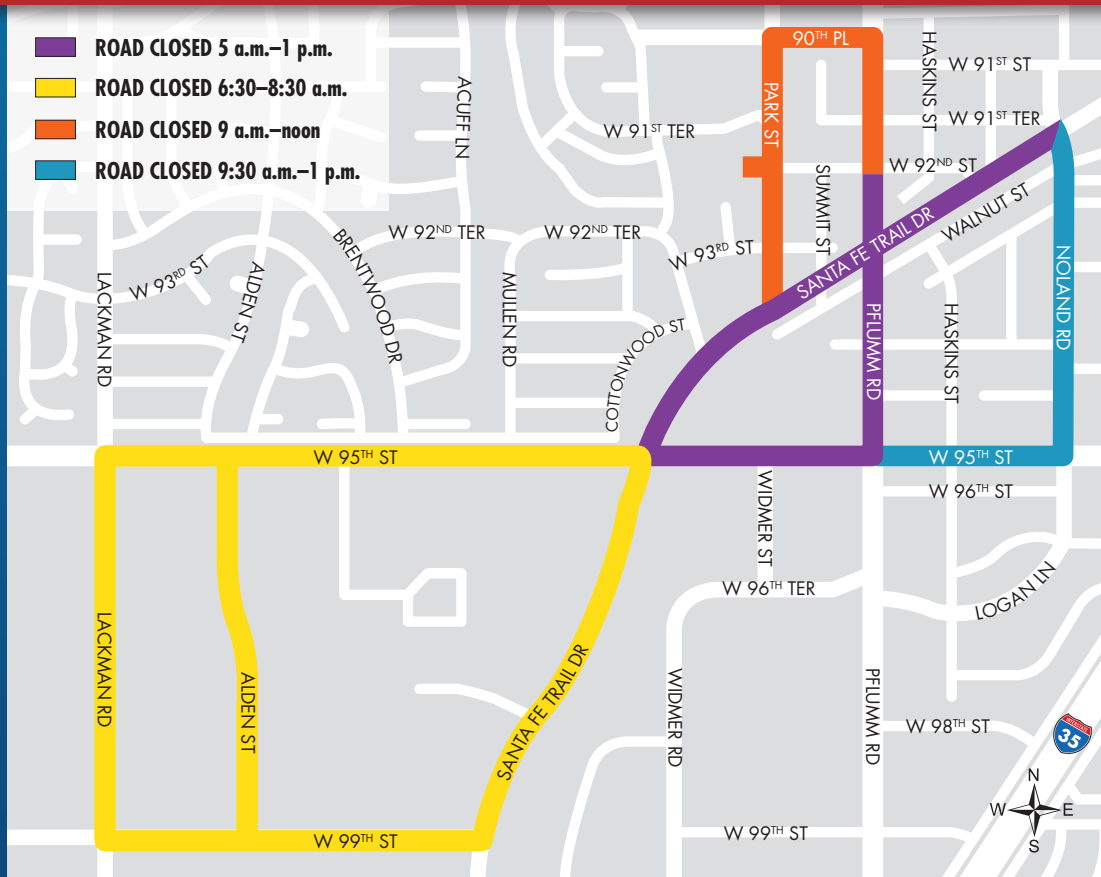 ROAD CLOSED 5 a.m.–1 p.m.
ROAD CLOSED 6:30–8:30 a.m.
ROAD CLOSED 9 a.m.–noon
ROAD CLOSED 9:30 a.m.–1 p.m.
90TH PL
HASKINS ST
W 91ST ST
ACUFF LN
PARK ST
W 91ST TER
W 91ST TER
W 92ND ST
SUMMIT ST
WALNUT ST
W 92ND TER
W 92ND TER
W 93RD ST
SANTA FE TRAIL DR
BRENTWOOD DR
W 93RD ST
ALDEN ST
LACKMAN RD
MULLEN RD
COTTONWOOD ST
PFLUMM RD
HASKINS ST
NOLAND RD
W 95TH ST
W 95TH ST
WIDMER ST
W 96TH ST
W 96TH TER
LOGAN LN
LACKMAN RD
ALDEN ST
SANTA FE TRAIL DR
WIDMER RD
PFLUMM RD
W 98TH ST
INTERSTATE
35
W 99TH ST
W 99TH ST
N
W
E
S